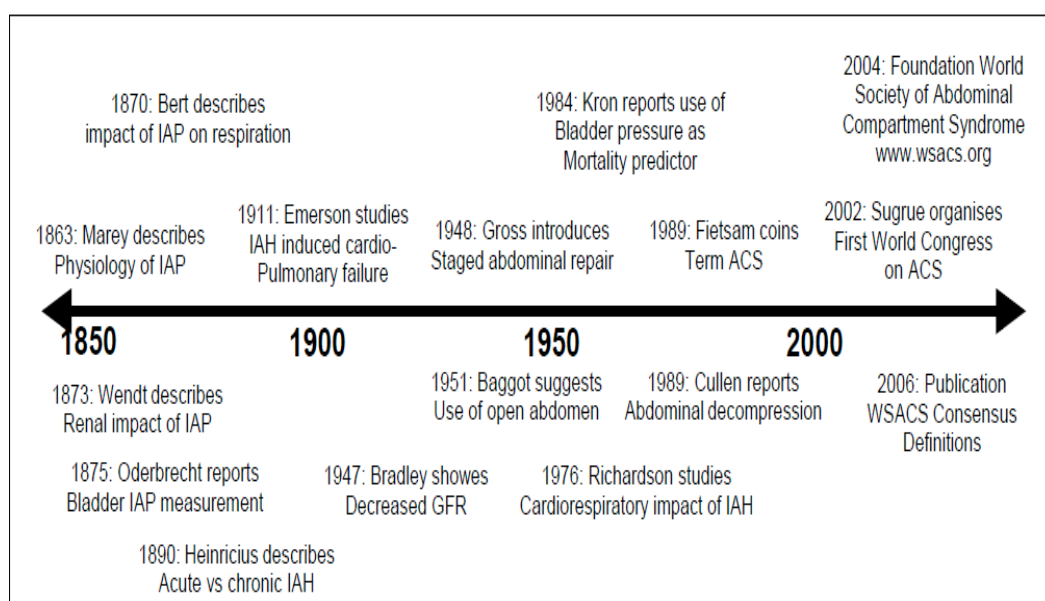 2004: Foundation World
Society of Abdominal
Compartment Syndrome
www.wsacs.org
1870: Bert describes
impact of IAP on respiration
1984: Kron reports use of
Bladder pressure as
Mortality predictor
1863: Marey describes
Physiology of IAP
1911: Emerson studies
IAH induced cardio-
Pulmonary failure
1948: Gross introduces
Staged abdominal repair
1989: Fietsam coins
Term ACS
2002: Sugrue organises
First World Congress
on ACS
1850
1900
1950
2000
1873: Wendt describes
Renal impact of IAP
1951: Baggot suggests
Use of open abdomen
1989: Cullen reports
Abdominal decompression
2006: Publication
WSACS Consensus
Definitions
1875: Oderbrecht reports
Bladder IAP measurement
1947: Bradley showes
Decreased GFR
1976: Richardson studies
Cardiorespiratory impact of IAH
1890: Heinricius describes
Acute vs chronic IAH